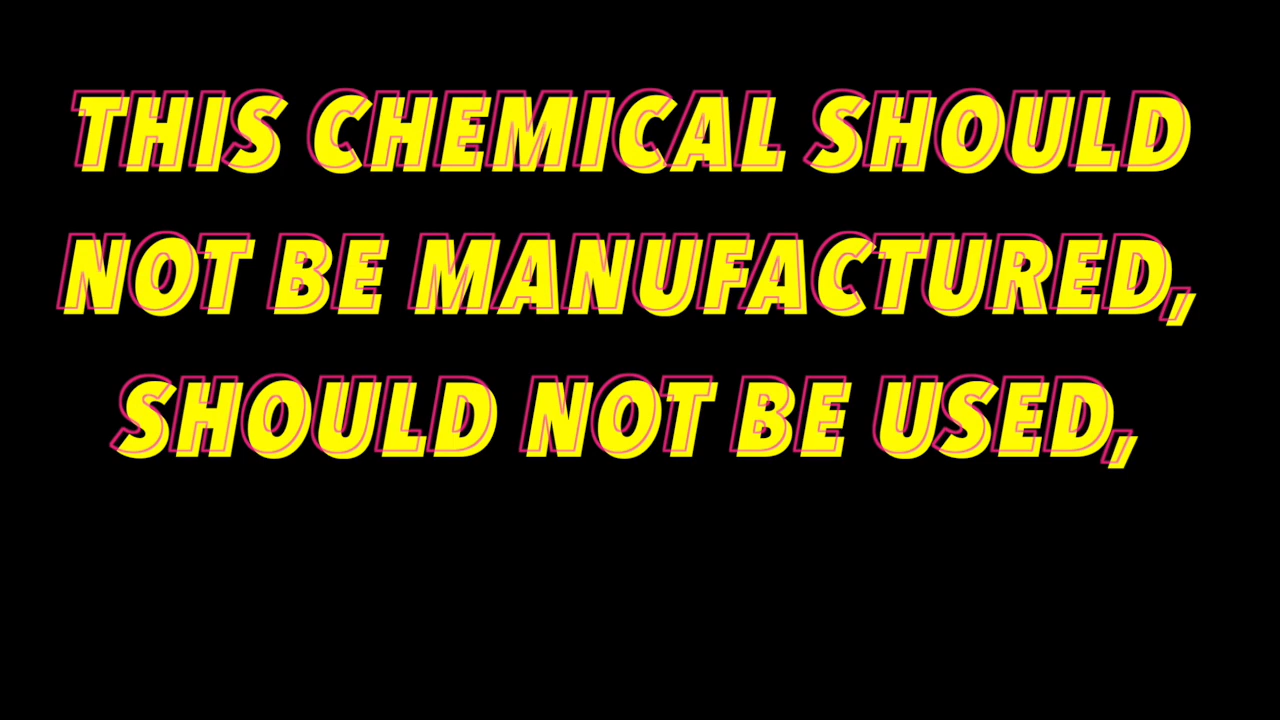 THIS CHEMICAL SHOULD
NOT BE MANUFACTURED,
SHOULD NOT BE USED,